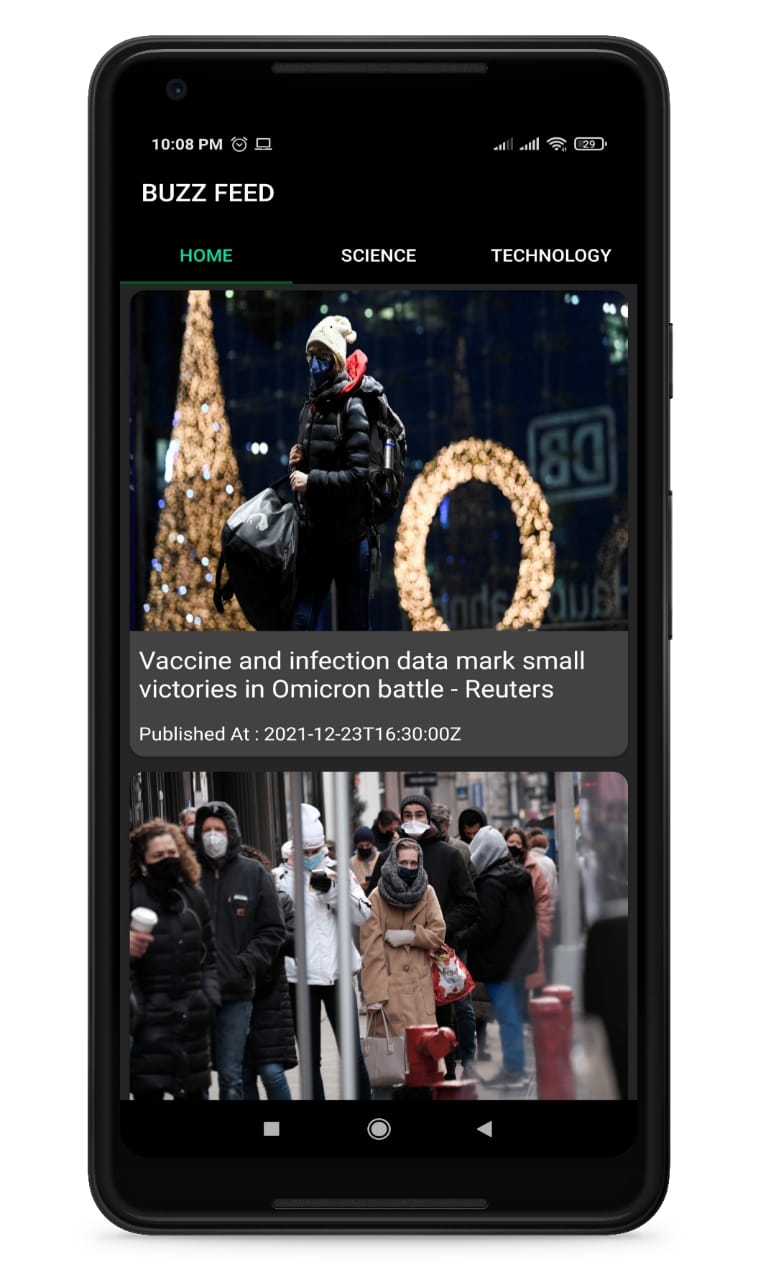 10:08 PM
29
BUZZ FEED
HOME SCIENCE TECHNOLOGY
DB
Vaccine and infection data mark small
victories in Omicron battle - Reuters
Published At : 2021-12-23T16:30:00Z